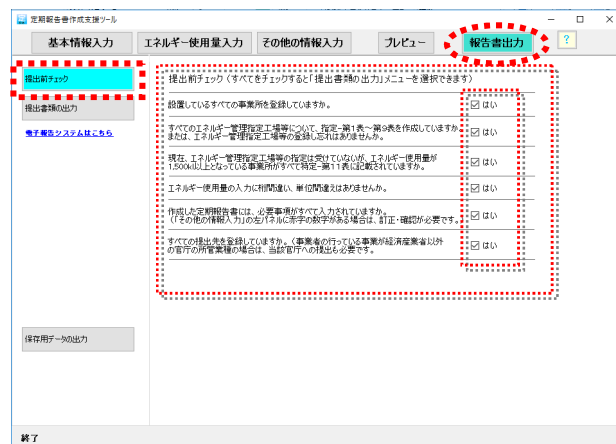 定期報告書作成支援ツール
基本情報入力
エネルギー使用量入力
その他の情報入力
プレビュー
報告書出力
?
提出前チェック
提出書類の出力
電子報告システムはこちら
保存用データの出力
提出前チェック（すべてをチェックすると「提出書類の出力」メニューを選択できます）
設置しているすべての事業所を登録していますか。
はい
すべてのエネルギー管理指定工場等について、指定-第1表～第9表を作成していますか。
または、エネルギー管理指定工場等の登録し忘れはありませんか。
はい
現在、エネルギー管理指定工場等の指定は受けていないが、エネルギー使用量が
1,500kl以上となっている事業所がすべて特定-第11表に記載されていますか。
はい
エネルギー使用量の入力に桁間違い、単位間違えはありませんか。
はい
作成した定期報告書には、必要事項がすべて入力されていますか。
（「その他の情報入力」の左パネルに赤字の数字がある場合は、訂正・確認が必要です。）
はい
すべての提出先を登録していますか。（事業者の行っている事業が経済産業省以外
の官庁の所管業種の場合は、当該官庁への提出も必要です。）
はい
終了